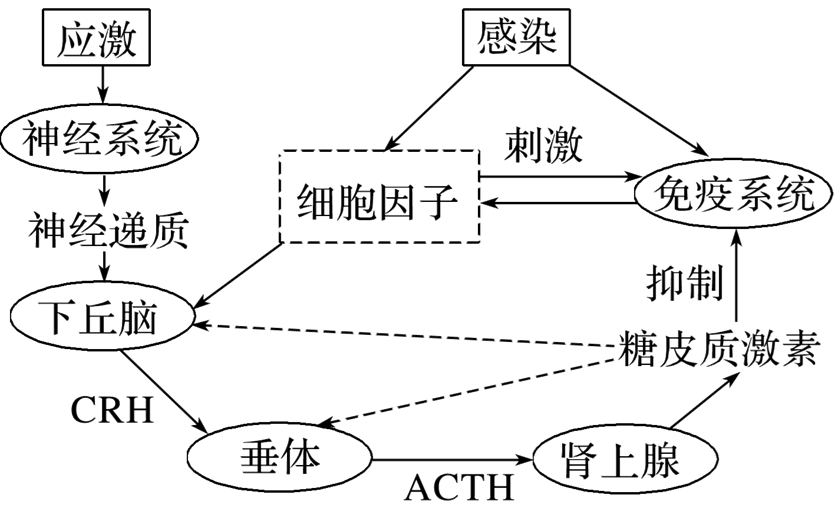 应激
感染
神经系统
刺激
细胞因子
免疫系统
神经递质
抑制
下丘脑
糖皮质激素
CRH
垂体
肾上腺
ACTH